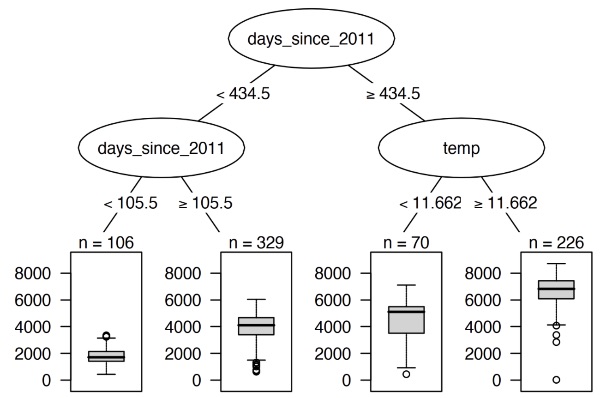 days_since_2011
< 434.5 ≥ 434.5
days_since_2011 temp
< 105.5 ≥ 105.5 < 11.662 ≥ 11.662
n = 106 n = 329 n = 70 n = 226
8000 8000 8000 8000
6000 6000 6000 6000
4000 4000 4000 4000
2000 2000 2000 2000
0 0 0 0